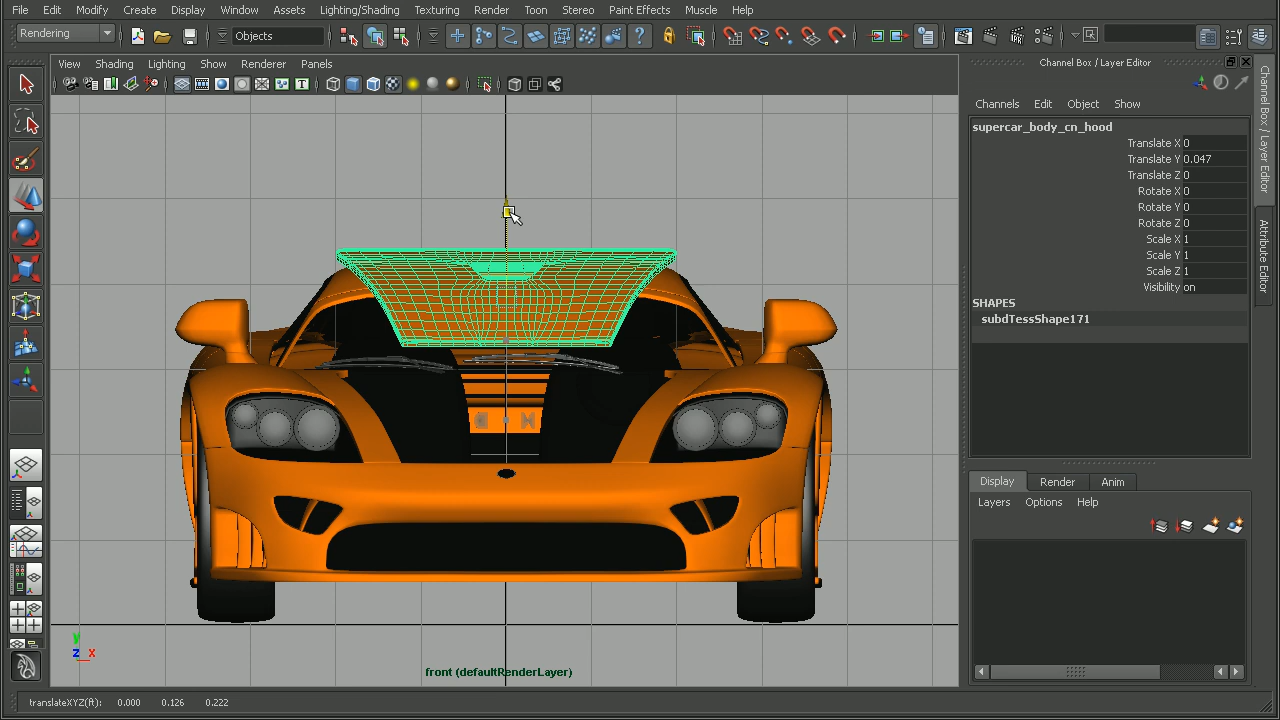 File Edit Modify Create Display Window Assets Lighting/Shading Texturing Render Toon Stereo Paint Effects Muscle Help
Rendering Objects
View Shading Lighting Show Renderer Panels
Channel Box / Layer Editor
Channels Edit Object Show
supercar_body_cn_hood
Translate X 0
Translate Y 0.047
Translate Z 0
Rotate X 0
Rotate Y 0
Rotate Z 0
Scale X 1
Scale Y 1
Scale Z 1
Visibility on
SHAPES
subdTessShape171
Display Render Anim
Layers Options Help
Channel Box / Layer Editor
Attribute Editor
y
z x
front (defaultRenderLayer)
translateXYZ(ft): 0.000 0.126 0.222